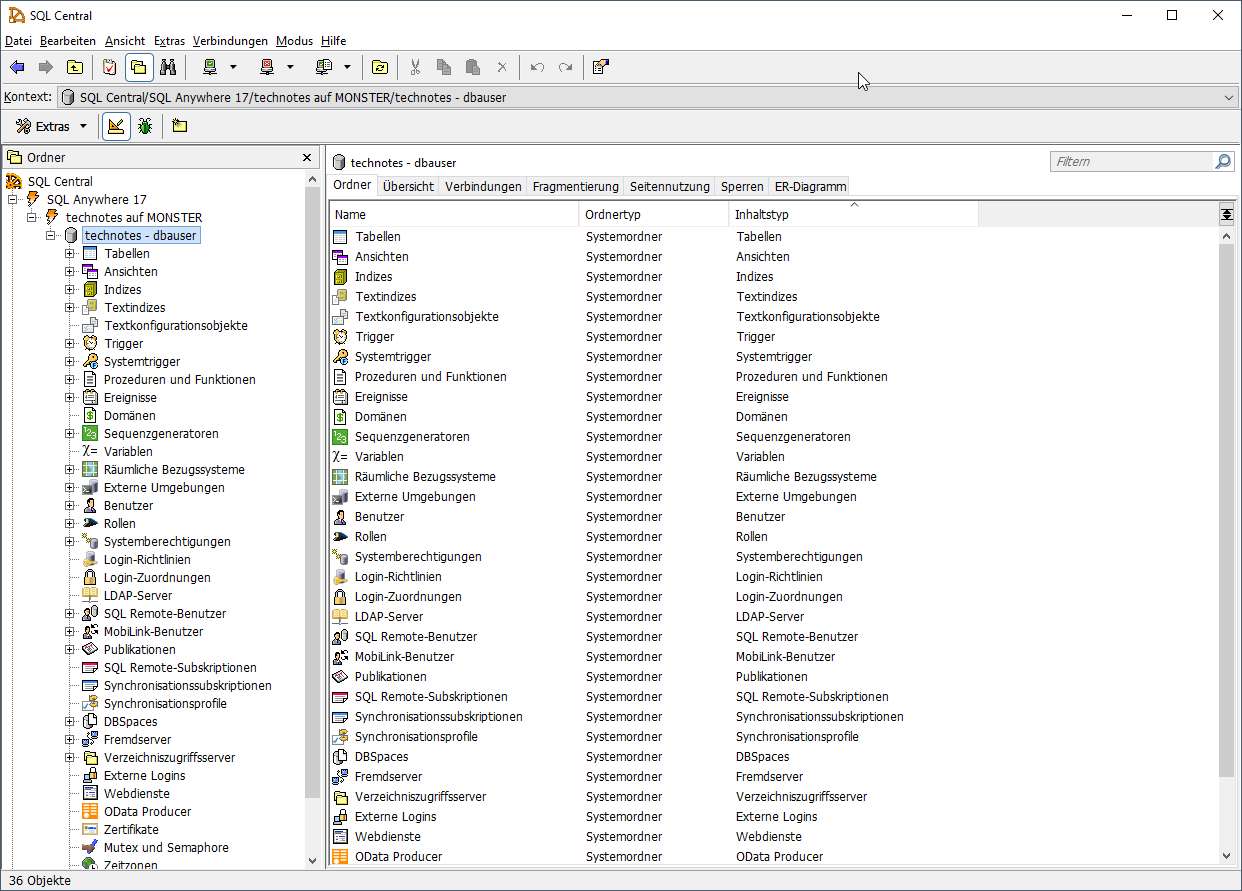 SQL Central
Datei Bearbeiten Ansicht Extras Verbindungen Modus Hilfe
Kontext: SQL Central/SQL Anywhere 17/technotes auf MONSTER/technotes - dbauser
Extras
Ordner
SQL Central
SQL Anywhere 17
technotes auf MONSTER
technotes - dbauser
Tabellen
Ansichten
Indizes
Textindizes
Textkonfigurationsobjekte
Trigger
Systemtrigger
Prozeduren und Funktionen
Ereignisse
Domänen
Sequenzgeneratoren
Variablen
Räumliche Bezugssysteme
Externe Umgebungen
Benutzer
Rollen
Systemberechtigungen
Login-Richtlinien
Login-Zuordnungen
LDAP-Server
SQL Remote-Benutzer
MobiLink-Benutzer
Publikationen
SQL Remote-Subskriptionen
Synchronisationssubskriptionen
Synchronisationsprofile
DBSpaces
Fremdserver
Verzeichniszugriffsserver
Externe Logins
Webdienste
OData Producer
Zertifikate
Mutex und Semaphore
Zeitzonen
technotes - dbauser
Filtern
Ordner Übersicht Verbindungen Fragmentierung Seitennutzung Sperren ER-Diagramm
Name Ordnertyp Inhaltstyp
Tabellen Systemordner Tabellen
Ansichten Systemordner Ansichten
Indizes Systemordner Indizes
Textindizes Systemordner Textindizes
Textkonfigurationsobjekte Systemordner Textkonfigurationsobjekte
Trigger Systemordner Trigger
Systemtrigger Systemordner Systemtrigger
Prozeduren und Funktionen Systemordner Prozeduren und Funktionen
Ereignisse Systemordner Ereignisse
Domänen Systemordner Domänen
Sequenzgeneratoren Systemordner Sequenzgeneratoren
Variablen Systemordner Variablen
Räumliche Bezugssysteme Systemordner Räumliche Bezugssysteme
Externe Umgebungen Systemordner Externe Umgebungen
Benutzer Systemordner Benutzer
Rollen Systemordner Rollen
Systemberechtigungen Systemordner Systemberechtigungen
Login-Richtlinien Systemordner Login-Richtlinien
Login-Zuordnungen Systemordner Login-Zuordnungen
LDAP-Server Systemordner LDAP-Server
SQL Remote-Benutzer Systemordner SQL Remote-Benutzer
MobiLink-Benutzer Systemordner MobiLink-Benutzer
Publikationen Systemordner Publikationen
SQL Remote-Subskriptionen Systemordner SQL Remote-Subskriptionen
Synchronisationssubskriptionen Systemordner Synchronisationssubskriptionen
Synchronisationsprofile Systemordner Synchronisationsprofile
DBSpaces Systemordner DBSpaces
Fremdserver Systemordner Fremdserver
Verzeichniszugriffsserver Systemordner Verzeichniszugriffsserver
Externe Logins Systemordner Externe Logins
Webdienste Systemordner Webdienste
OData Producer Systemordner OData Producer
36 Objekte